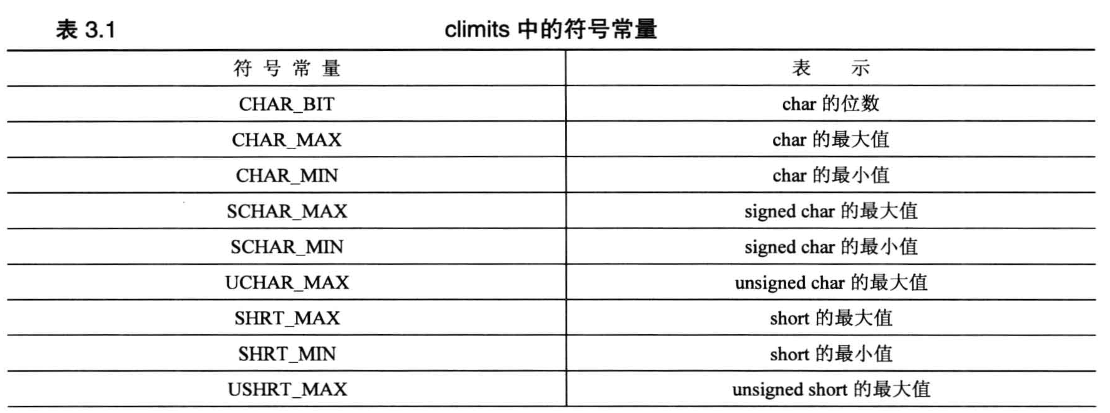 表 3.1 climits 中的符号常量
符 号 常 量 表 示
CHAR_BIT char 的位数
CHAR_MAX char 的最大值
CHAR_MIN char 的最小值
SCHAR_MAX signed char 的最大值
SCHAR_MIN signed char 的最小值
UCHAR_MAX unsigned char 的最大值
SHRT_MAX short 的最大值
SHRT_MIN short 的最小值
USHRT_MAX unsigned short 的最大值